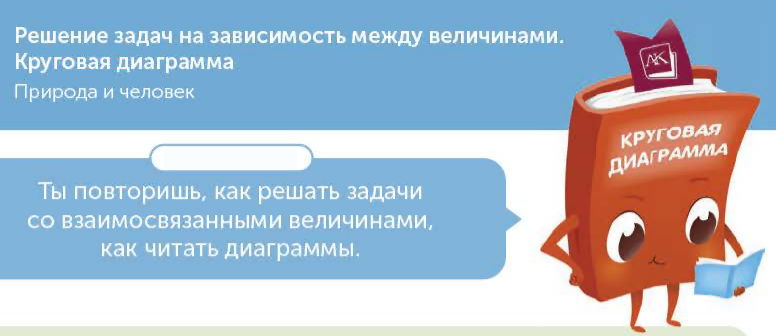 Решение задач на зависимость между величинами.
Круговая диаграмма
Природа и человек
КРУГОВАЯ
ДИАГРАММА
Ты повторишь, как решать задачи
со взаимосвязанными величинами,
как читать диаграммы.